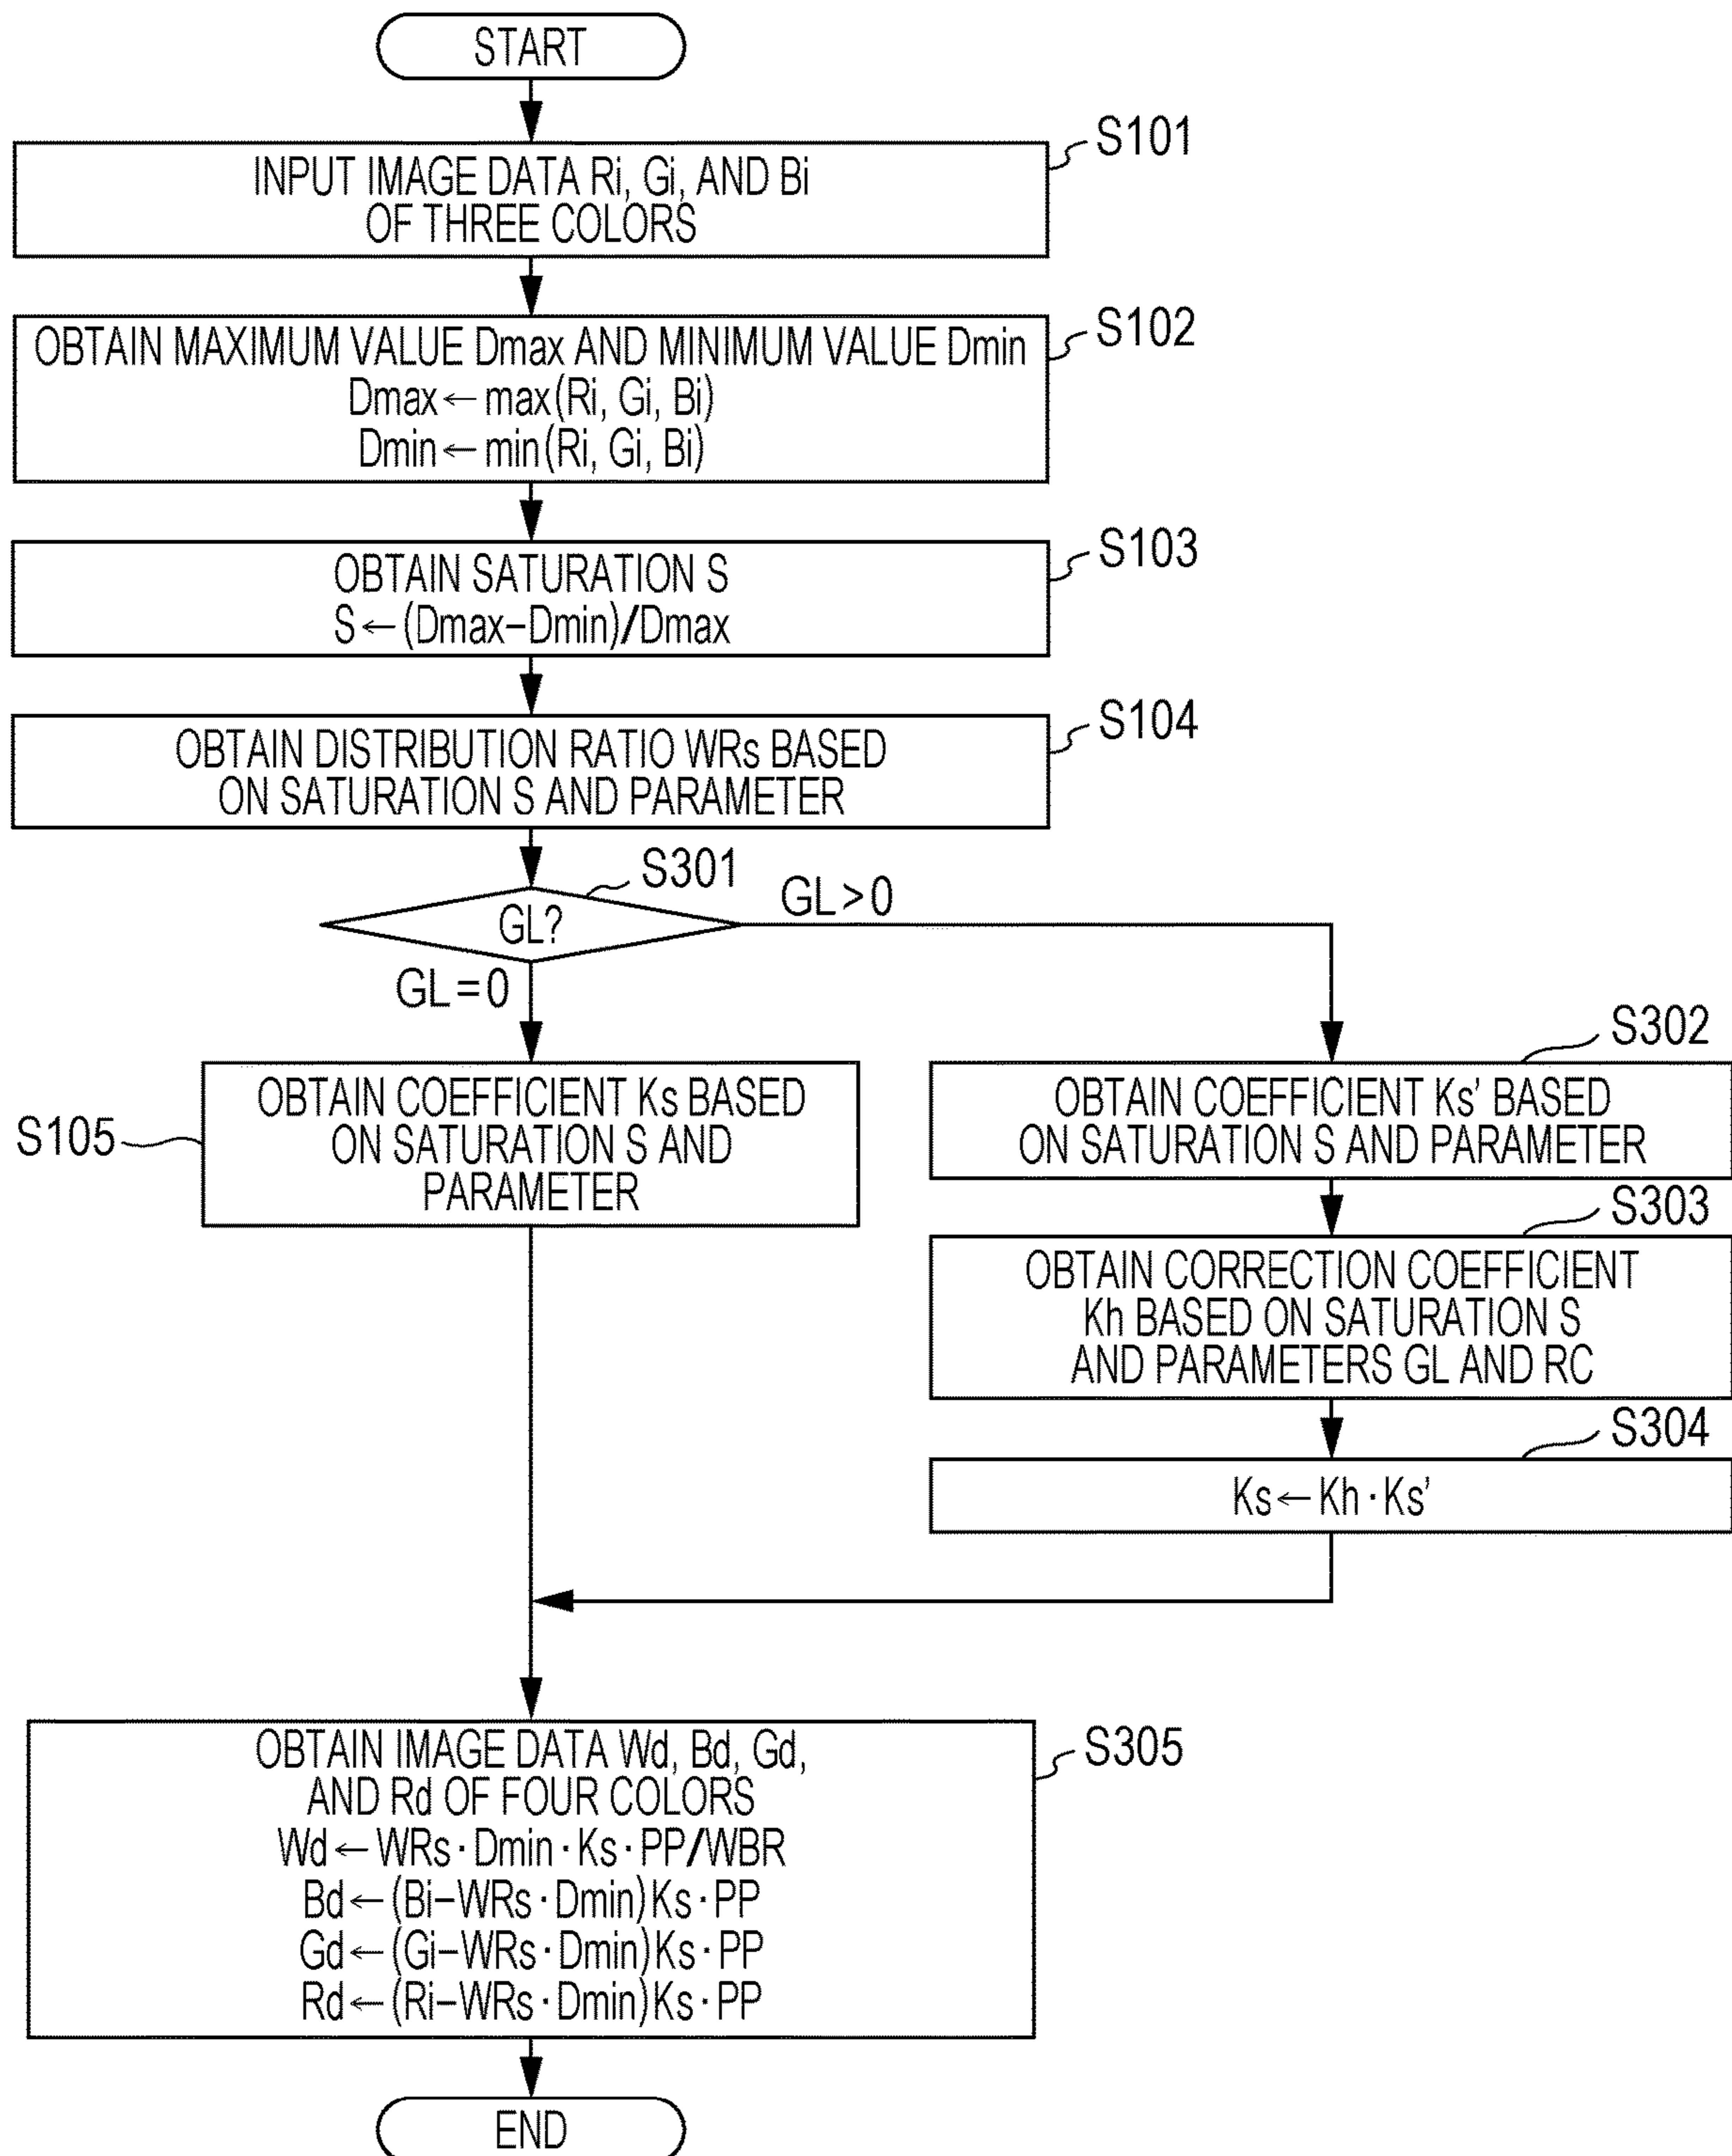 START
S101
INPUT IMAGE DATA Ri, Gi, AND Bi
OF THREE COLORS
S102
OBTAIN MAXIMUM VALUE Dmax AND MINIMUM VALUE Dmin
Dmax←max(Ri, Gi, Bi)
Dmin←min(Ri, Gi, Bi)
S103
OBTAIN SATURATION S
S←(Dmax−Dmin)/Dmax
S104
OBTAIN DISTRIBUTION RATIO WRs BASED
ON SATURATION S AND PARAMETER
S301
GL?
GL>0
GL=0
S105
OBTAIN COEFFICIENT Ks BASED
ON SATURATION S AND
PARAMETER
S302
OBTAIN COEFFICIENT Ks' BASED
ON SATURATION S AND PARAMETER
S303
OBTAIN CORRECTION COEFFICIENT
Kh BASED ON SATURATION S
AND PARAMETERS GL AND RC
S304
Ks←Kh·Ks'
S305
OBTAIN IMAGE DATA Wd, Bd, Gd,
AND Rd OF FOUR COLORS
Wd←WRs·Dmin·Ks·PP/WBR
Bd←(Bi−WRs·Dmin)Ks·PP
Gd←(Gi−WRs·Dmin)Ks·PP
Rd←(Ri−WRs·Dmin)Ks·PP
END